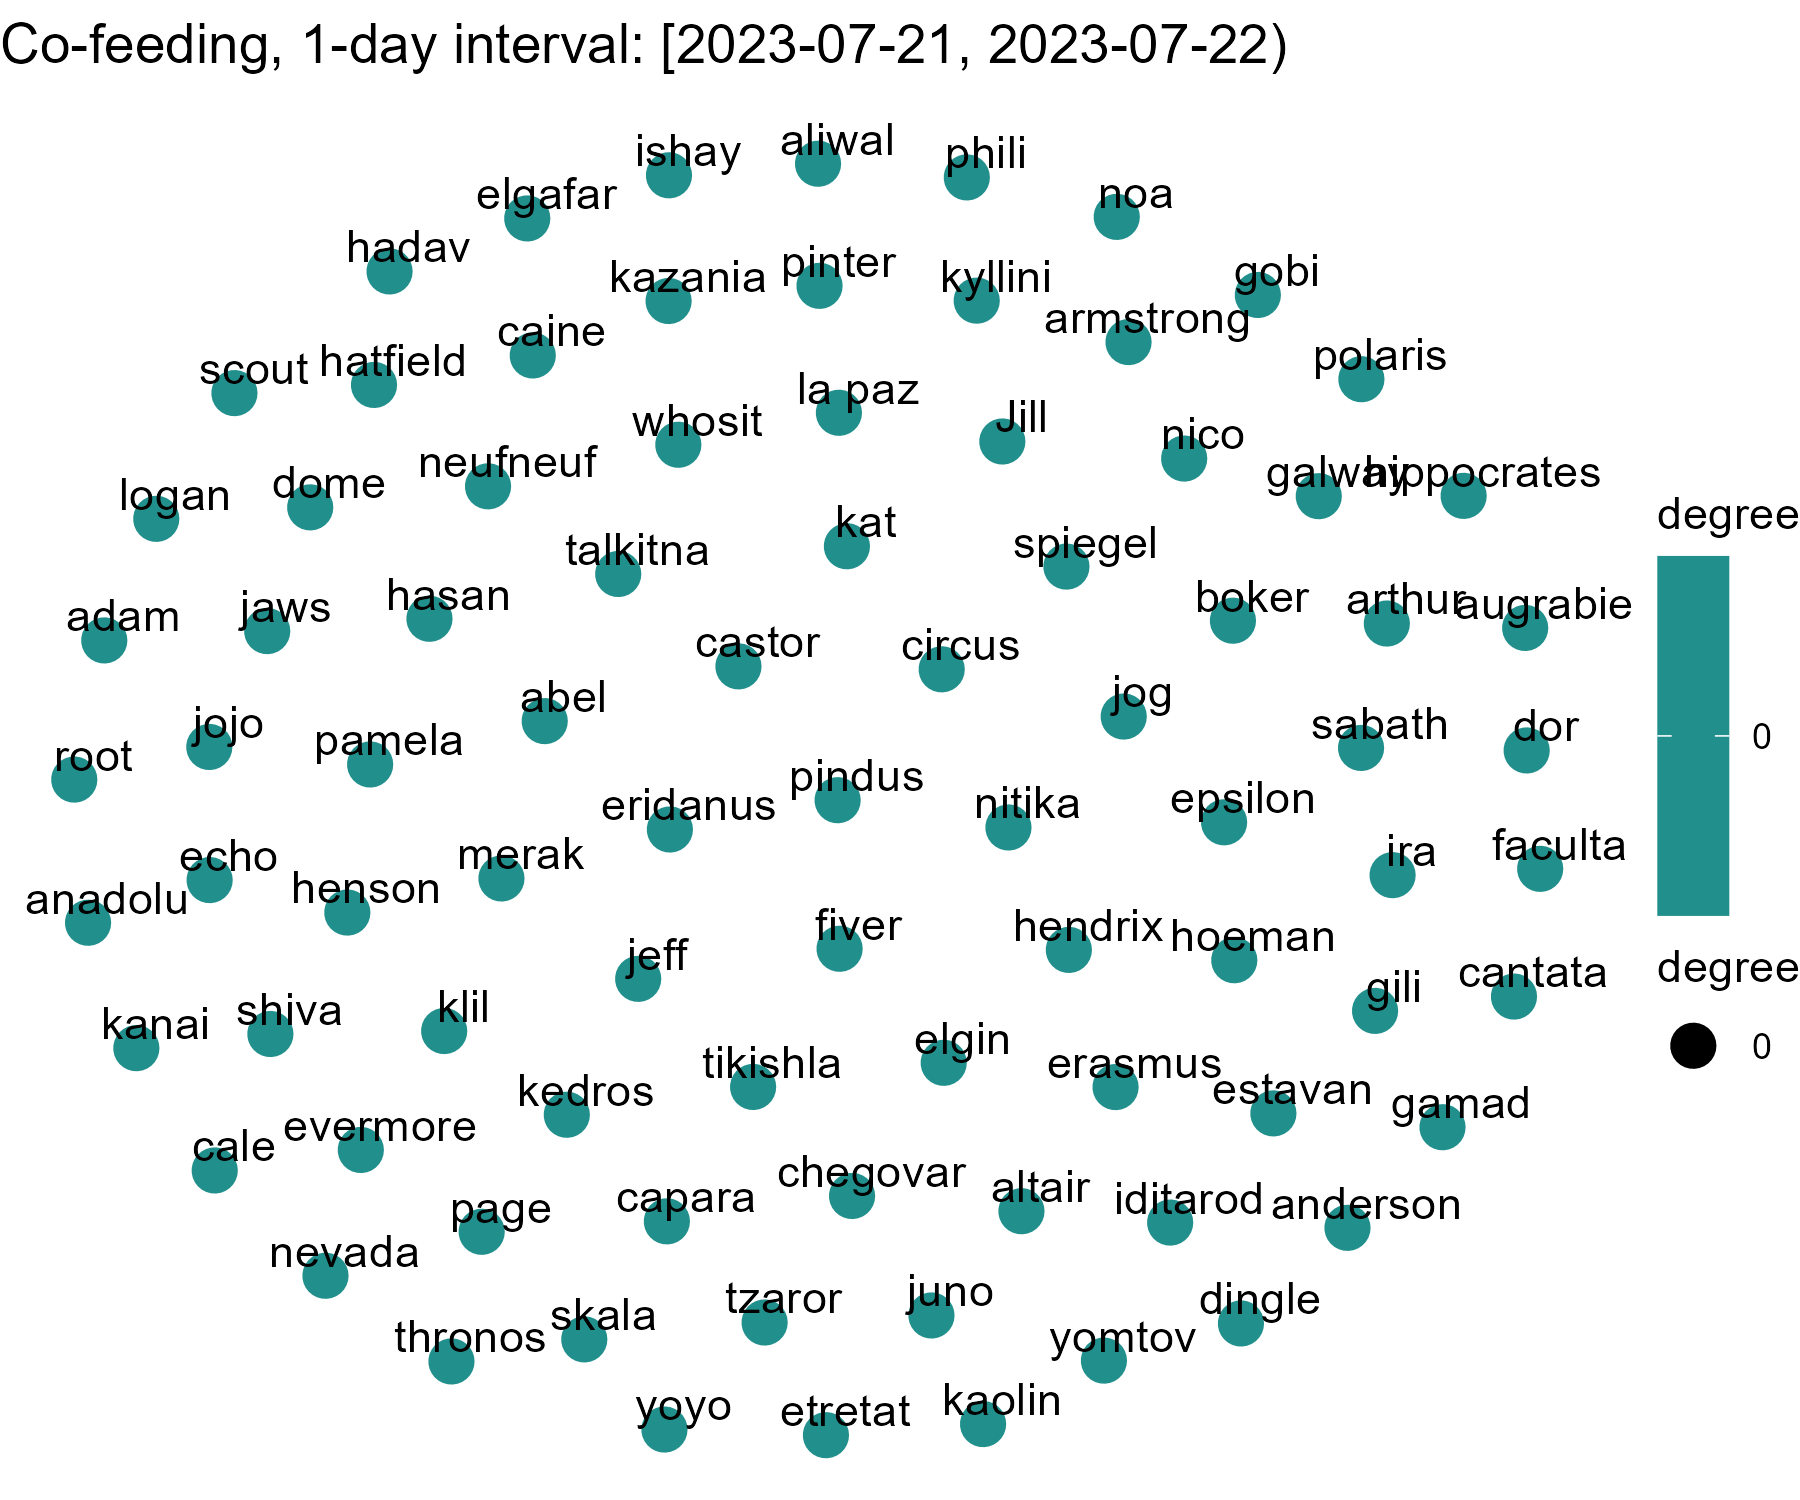 Co-feeding, 1-day interval: [2023-07-21, 2023-07-22)
ishay
aliwal
phili
elgafar
noa
hadav
kazania
pinter
kyllini
gobi
armstrong
caine
scout
hatfield
polaris
la paz
whosit
Jill
nico
neufneuf
galway
hippocrates
logan
dome
kat
talkitna
spiegel
adam
jaws
hasan
boker
arthur
augrabie
castor
circus
abel
jog
jojo
sabath
dor
root
pamela
eridanus
pindus
nitika
epsilon
echo
merak
ira
faculta
anadolu
henson
fiver
hendrix
hoeman
jeff
gili
cantata
kanai
shiva
klil
tikishla
elgin
erasmus
kedros
estavan
gamad
cale
evermore
chegovar
page
capara
altair
iditarod
anderson
nevada
thronos
skala
tzaror
juno
dingle
yomtov
yoyo
etretat
kaolin
degree
0
degree
0